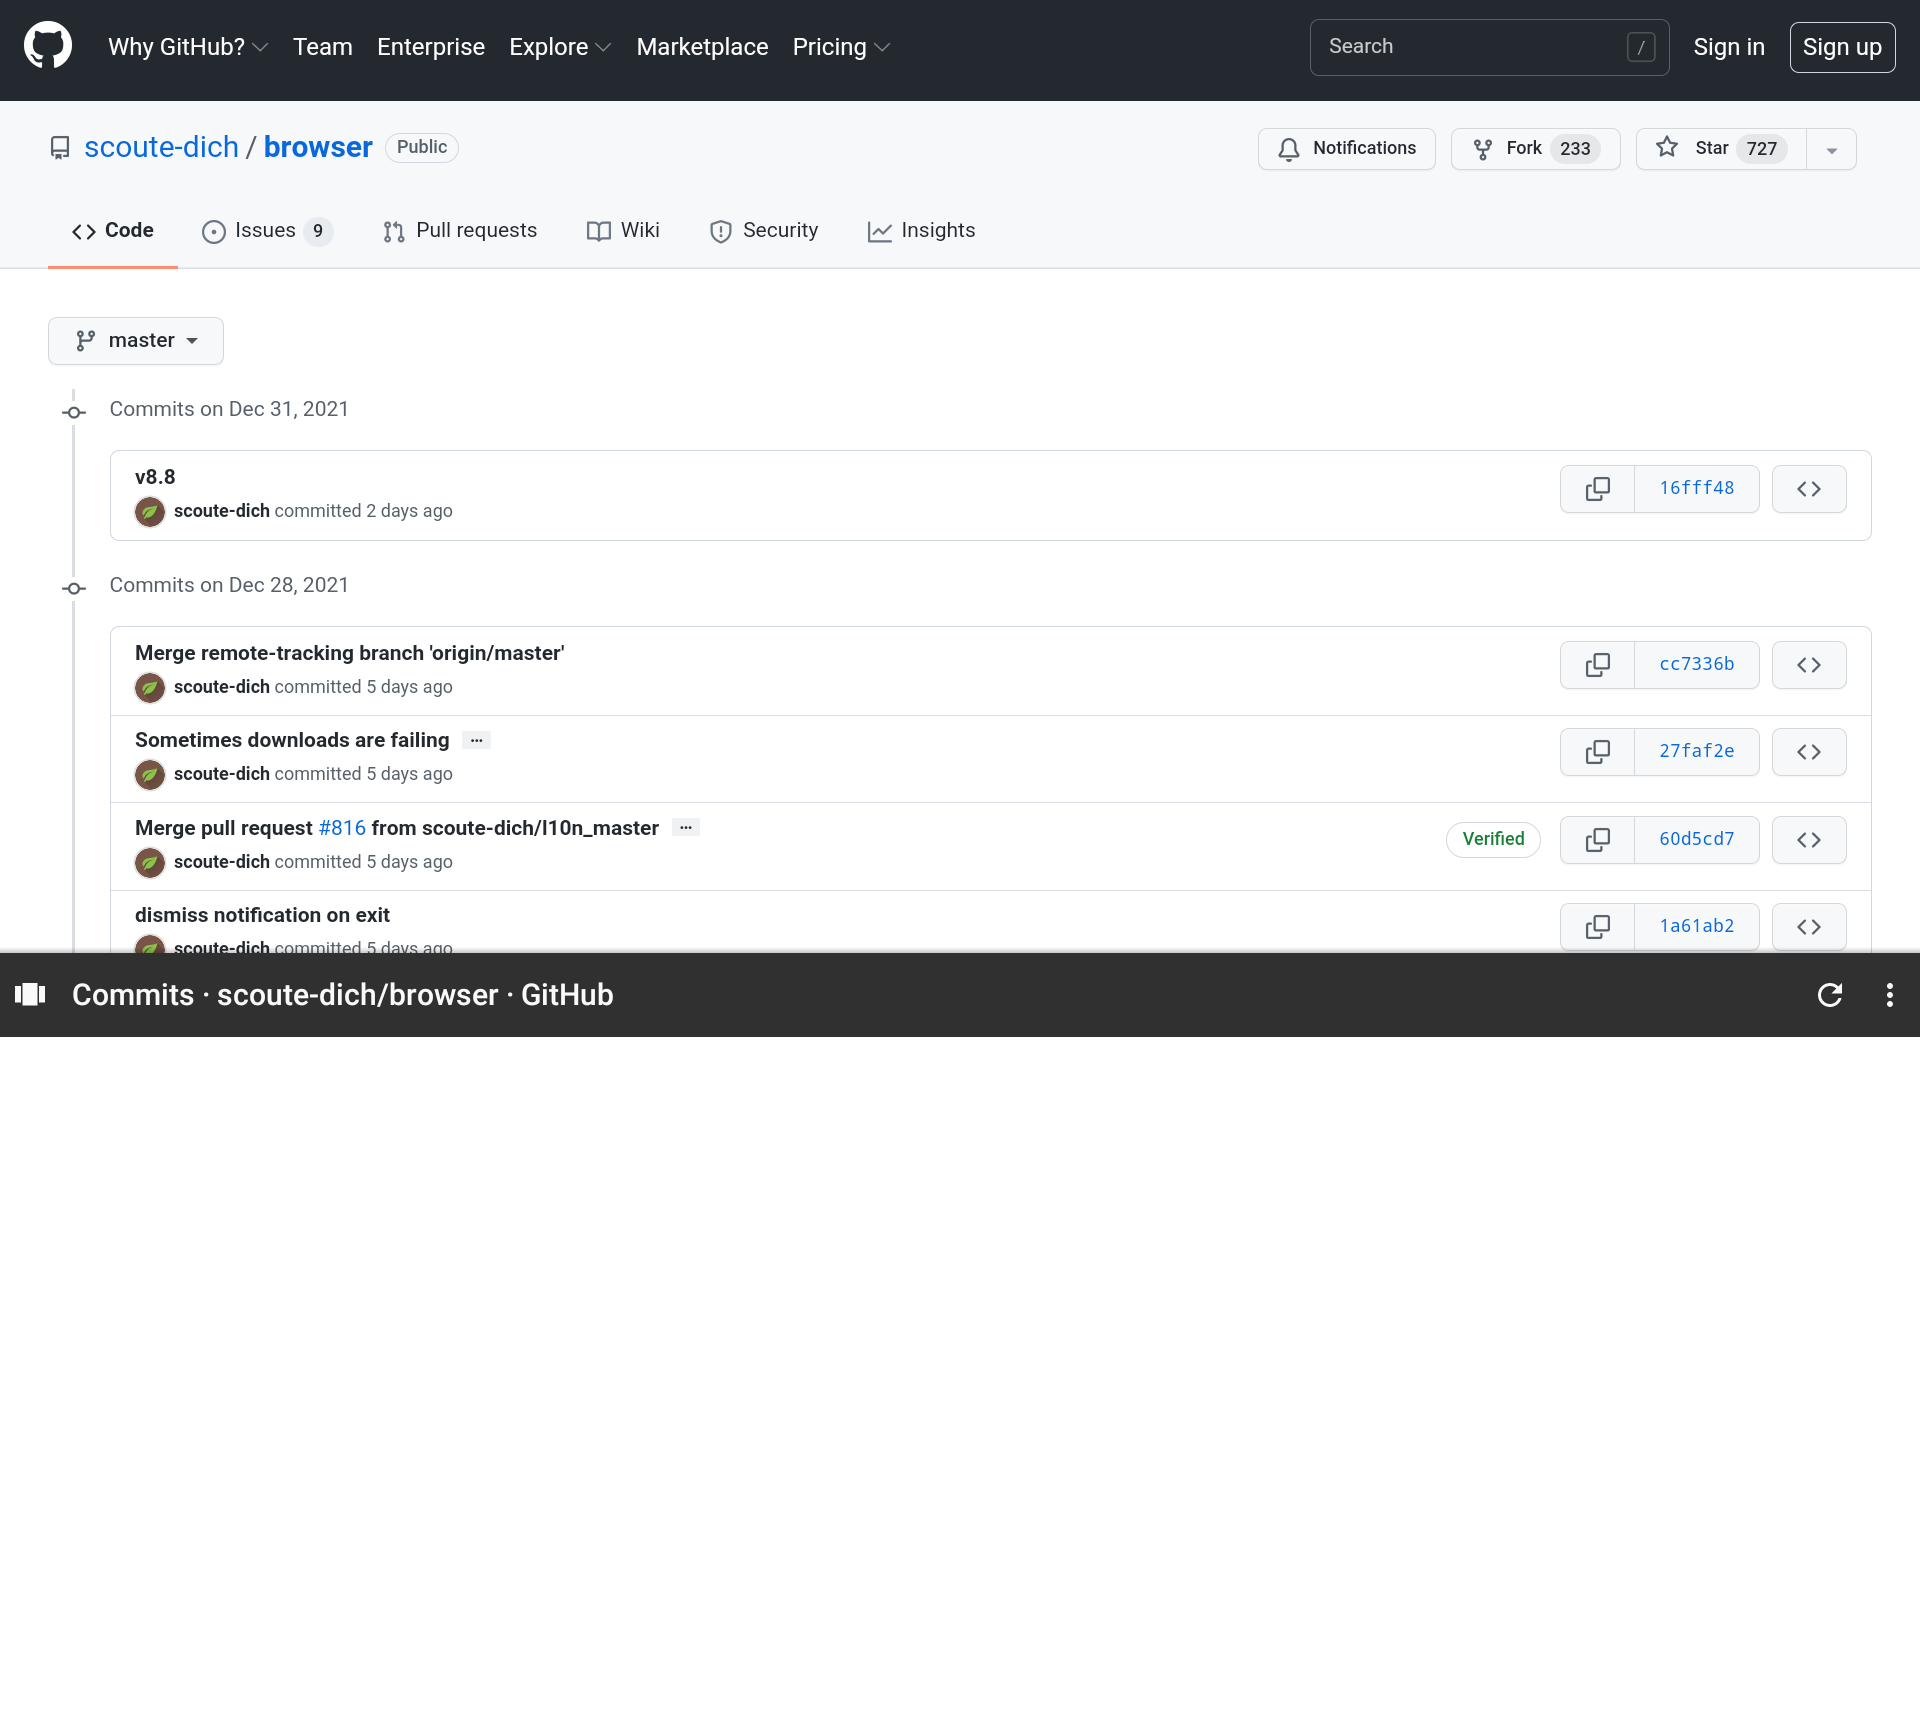 Why GitHub? Team Enterprise Explore Marketplace Pricing Search / Sign in Sign up
scoute-dich / browser Public Notifications Fork 233 Star 727
Code Issues 9 Pull requests Wiki Security Insights
master
Commits on Dec 31, 2021
v8.8
scoute-dich committed 2 days ago
16fff48
Commits on Dec 28, 2021
Merge remote-tracking branch 'origin/master'
scoute-dich committed 5 days ago
cc7336b
Sometimes downloads are failing …
scoute-dich committed 5 days ago
27faf2e
Merge pull request #816 from scoute-dich/l10n_master …
scoute-dich committed 5 days ago
Verified 60d5cd7
dismiss notification on exit
scoute-dich committed 5 days ago
1a61ab2
Commits · scoute-dich/browser · GitHub